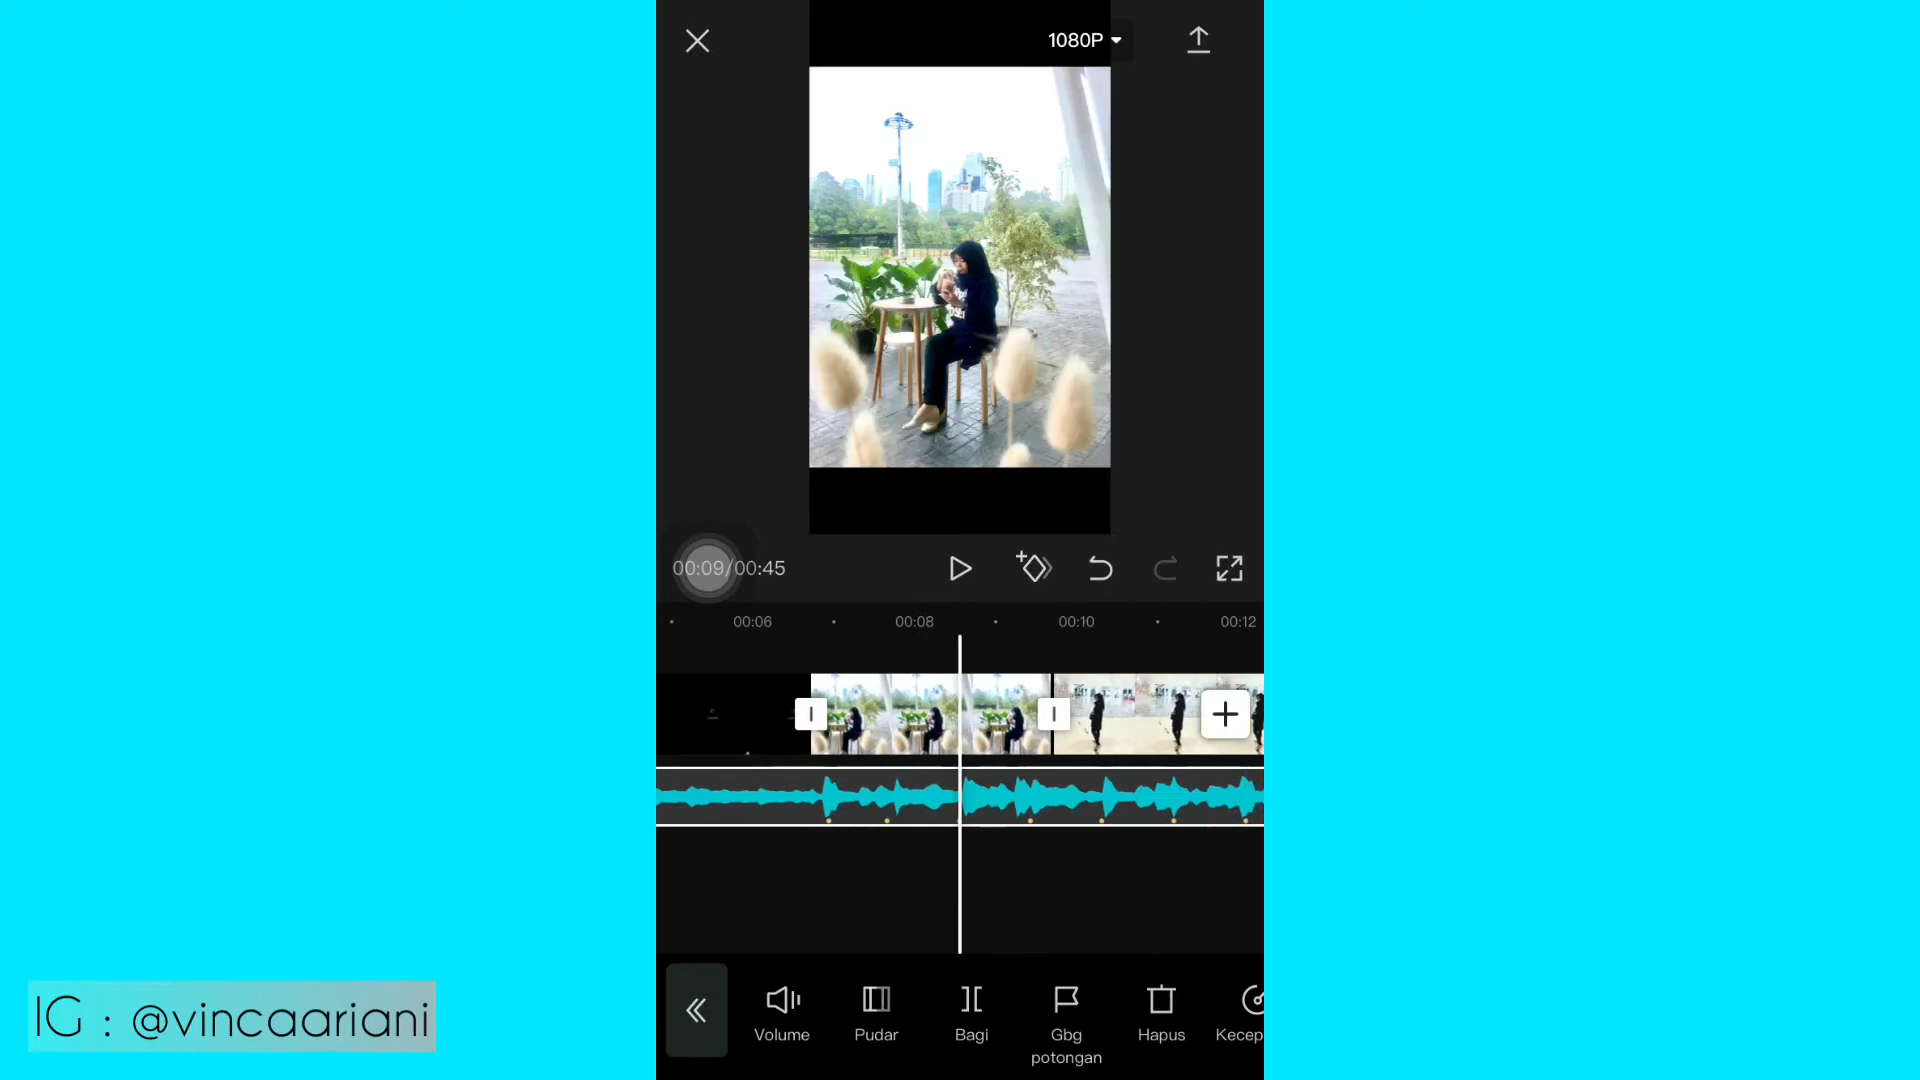 1080P
00:09/00:45
00:06 00:08 00:10 00:12
Volume Pudar Bagi Gbg potongan Hapus Kecep
IG : @vincaariani